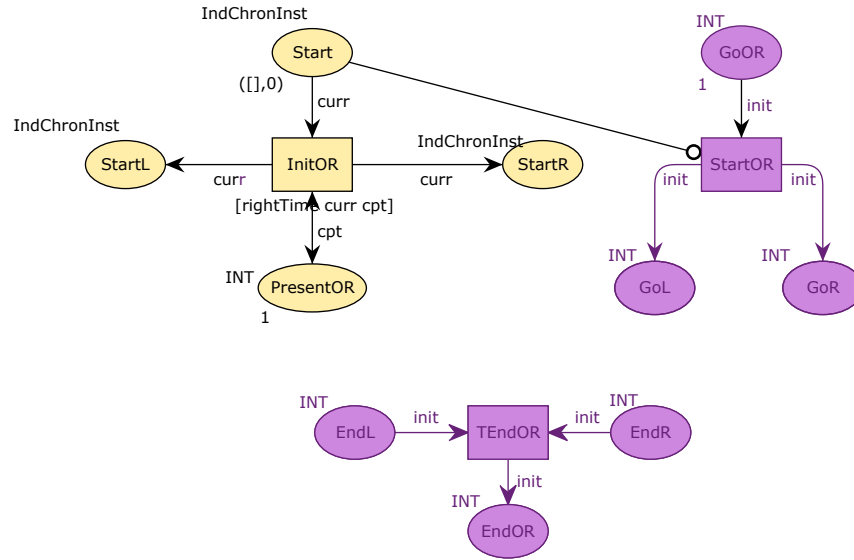 IndChronInst
Start
([],0)
curr
INT
GoOR
1
init
IndChronInst
StartL
curr
InitOR
[rightTime curr cpt]
IndChronInst
StartR
curr
StartOR
init
init
cpt
INT
PresentOR
1
INT
GoL
INT
GoR
INT
EndL
init
TEndOR
init
INT
EndR
init
INT
EndOR